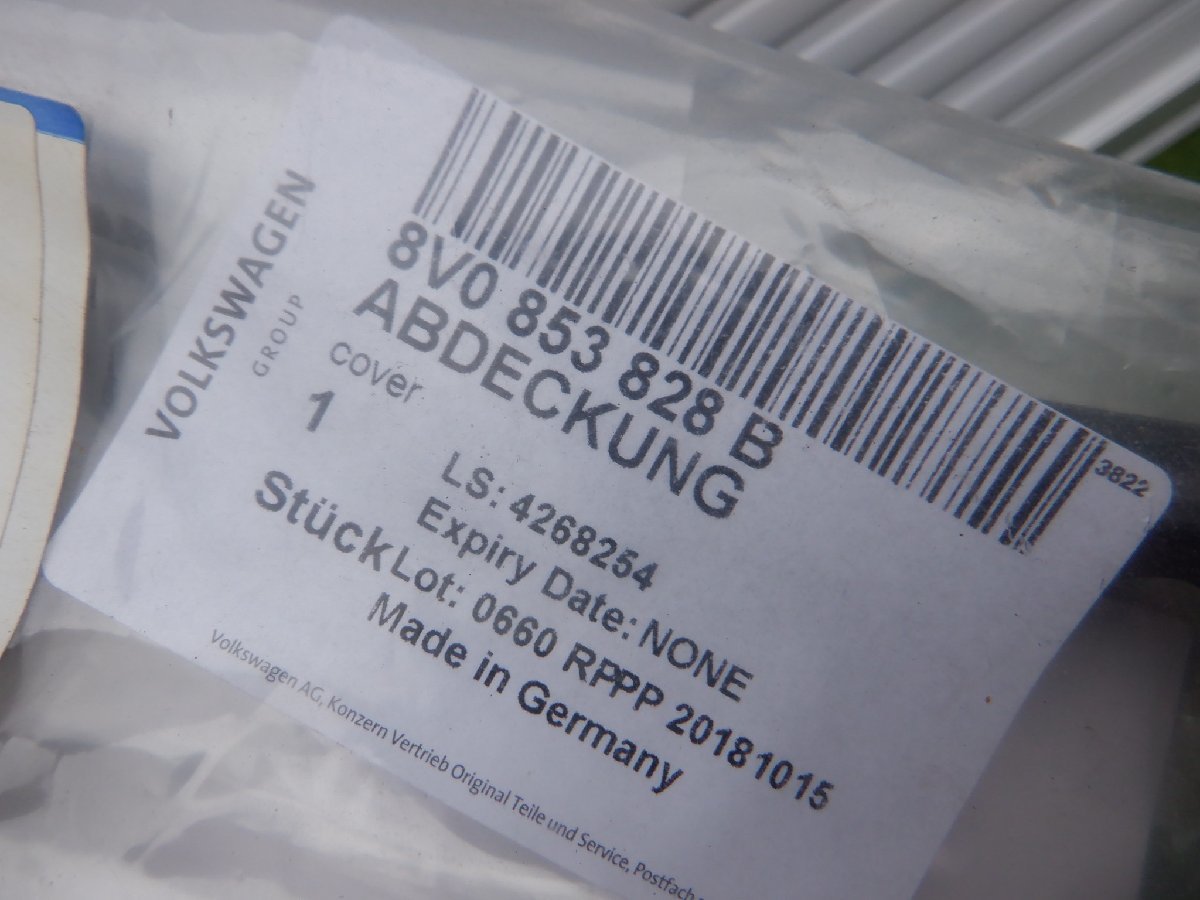 VOLKSWAGEN
GROUP
3822
8V0 853 828 B
ABDECKUNG
cover
1
Stück
LS: 4268254
Expiry Date: NONE
Lot: 0660 RPPP 20181015
Made in Germany
Volkswagen AG, Konzern Vertrieb Original Teile und Service, Postfach